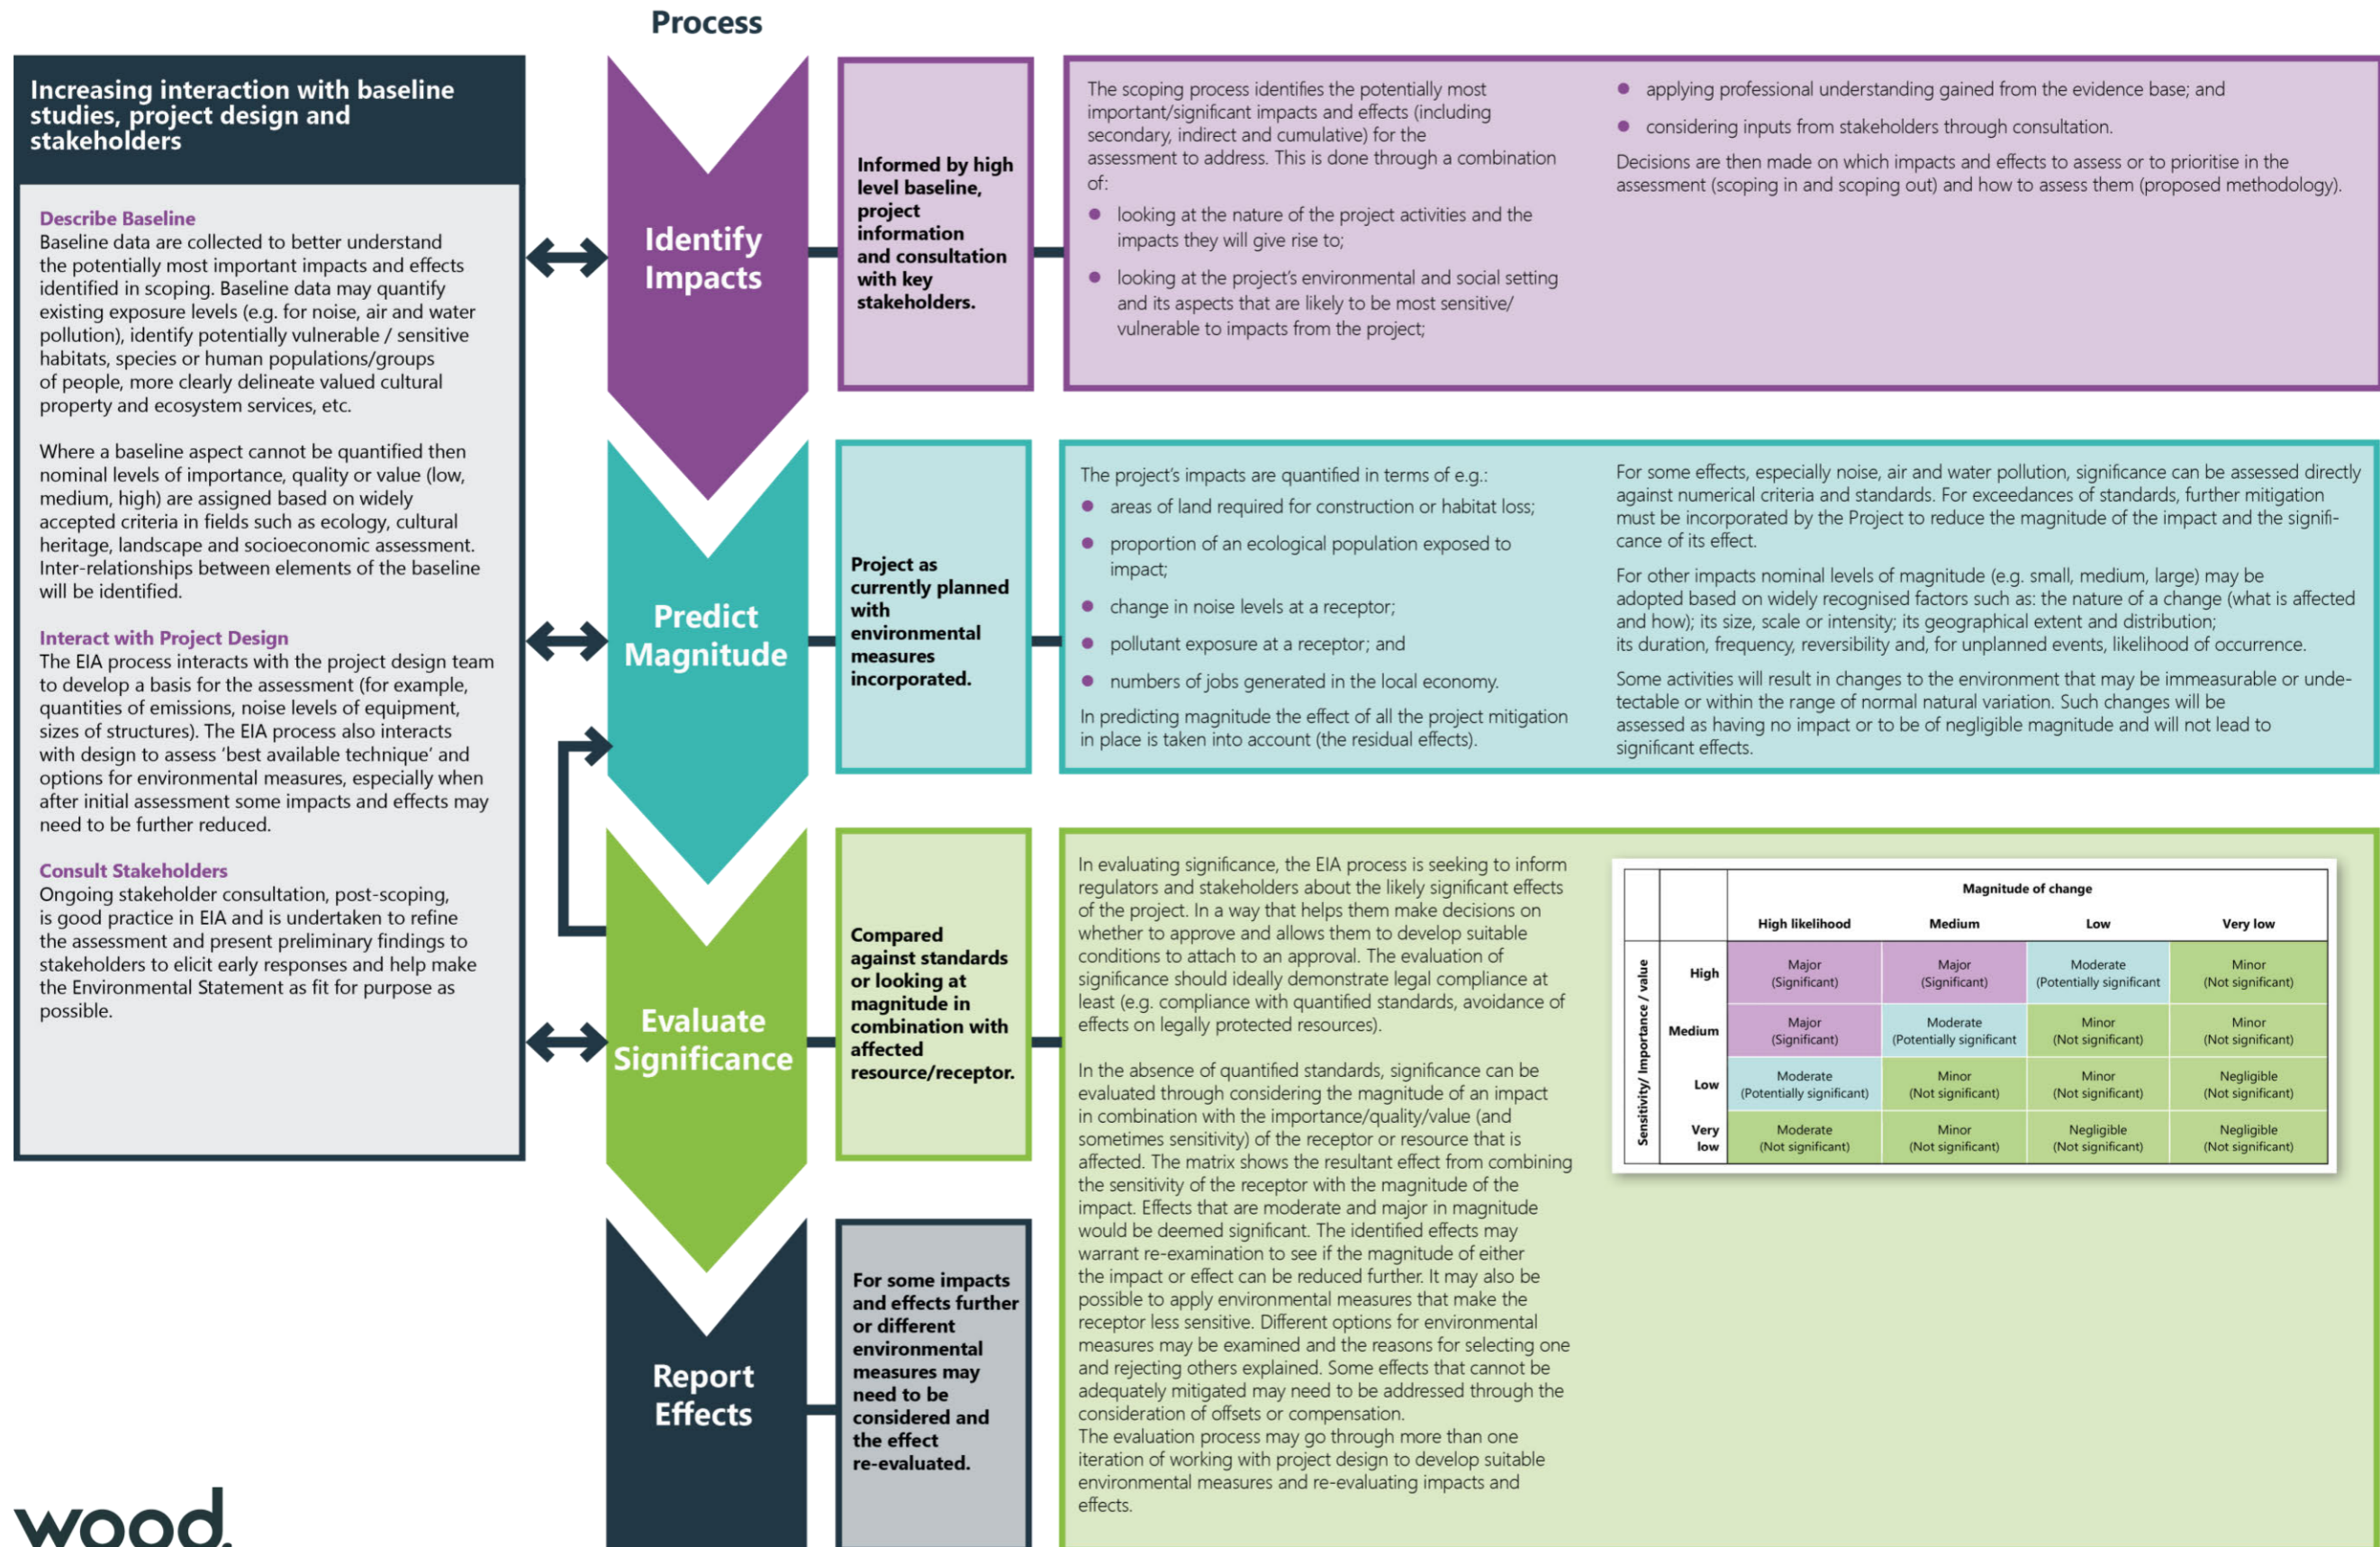 Process
Increasing interaction with baseline
studies, project design and
stakeholders
Describe Baseline
Baseline data are collected to better understand
the potentially most important impacts and effects
identified in scoping. Baseline data may quantify
existing exposure levels (e.g. for noise, air and water
pollution), identify potentially vulnerable / sensitive
habitats, species or human populations/groups
of people, more clearly delineate valued cultural
property and ecosystem services, etc.
Where a baseline aspect cannot be quantified then
nominal levels of importance, quality or value (low,
medium, high) are assigned based on widely
accepted criteria in fields such as ecology, cultural
heritage, landscape and socioeconomic assessment.
Inter-relationships between elements of the baseline
will be identified.
Interact with Project Design
The EIA process interacts with the project design team
to develop a basis for the assessment (for example,
quantities of emissions, noise levels of equipment,
sizes of structures). The EIA process also interacts
with design to assess ‘best available technique’ and
options for environmental measures, especially when
after initial assessment some impacts and effects may
need to be further reduced.
Consult Stakeholders
Ongoing stakeholder consultation, post-scoping,
is good practice in EIA and is undertaken to refine
the assessment and present preliminary findings to
stakeholders to elicit early responses and help make
the Environmental Statement as fit for purpose as
possible.
Identify
Impacts
Informed by high
level baseline,
project
information
and consultation
with key
stakeholders.
The scoping process identifies the potentially most
important/significant impacts and effects (including
secondary, indirect and cumulative) for the
assessment to address. This is done through a combination
of:
● looking at the nature of the project activities and the
impacts they will give rise to;
● looking at the project’s environmental and social setting
and its aspects that are likely to be most sensitive/
vulnerable to impacts from the project;
● applying professional understanding gained from the evidence base; and
● considering inputs from stakeholders through consultation.
Decisions are then made on which impacts and effects to assess or to prioritise in the
assessment (scoping in and scoping out) and how to assess them (proposed methodology).
Predict
Magnitude
Project as
currently planned
with
environmental
measures
incorporated.
The project’s impacts are quantified in terms of e.g.:
● areas of land required for construction or habitat loss;
● proportion of an ecological population exposed to
impact;
● change in noise levels at a receptor;
● pollutant exposure at a receptor; and
● numbers of jobs generated in the local economy.
In predicting magnitude the effect of all the project mitigation
in place is taken into account (the residual effects).
For some effects, especially noise, air and water pollution, significance can be assessed directly
against numerical criteria and standards. For exceedances of standards, further mitigation
must be incorporated by the Project to reduce the magnitude of the impact and the signifi-
cance of its effect.
For other impacts nominal levels of magnitude (e.g. small, medium, large) may be
adopted based on widely recognised factors such as: the nature of a change (what is affected
and how); its size, scale or intensity; its geographical extent and distribution;
its duration, frequency, reversibility and, for unplanned events, likelihood of occurrence.
Some activities will result in changes to the environment that may be immeasurable or unde-
tectable or within the range of normal natural variation. Such changes will be
assessed as having no impact or to be of negligible magnitude and will not lead to
significant effects.
Evaluate
Significance
Compared
against standards
or looking at
magnitude in
combination with
affected
resource/receptor.
In evaluating significance, the EIA process is seeking to inform
regulators and stakeholders about the likely significant effects
of the project. In a way that helps them make decisions on
whether to approve and allows them to develop suitable
conditions to attach to an approval. The evaluation of
significance should ideally demonstrate legal compliance at
least (e.g. compliance with quantified standards, avoidance of
effects on legally protected resources).
In the absence of quantified standards, significance can be
evaluated through considering the magnitude of an impact
in combination with the importance/quality/value (and
sometimes sensitivity) of the receptor or resource that is
affected. The matrix shows the resultant effect from combining
the sensitivity of the receptor with the magnitude of the
impact. Effects that are moderate and major in magnitude
would be deemed significant. The identified effects may
warrant re-examination to see if the magnitude of either
the impact or effect can be reduced further. It may also be
possible to apply environmental measures that make the
receptor less sensitive. Different options for environmental
measures may be examined and the reasons for selecting one
and rejecting others explained. Some effects that cannot be
adequately mitigated may need to be addressed through the
consideration of offsets or compensation.
The evaluation process may go through more than one
iteration of working with project design to develop suitable
environmental measures and re-evaluating impacts and
effects.
Magnitude of change
High likelihood Medium Low Very low
Sensitivity/ Importance / value
High Major (Significant) Major (Significant) Moderate (Potentially significant Minor (Not significant)
Medium Major (Significant) Moderate (Potentially significant Minor (Not significant) Minor (Not significant)
Low Moderate (Potentially significant) Minor (Not significant) Minor (Not significant) Negligible (Not significant)
Very low Moderate (Not significant) Minor (Not significant) Negligible (Not significant) Negligible (Not significant)
Report
Effects
For some impacts
and effects further
or different
environmental
measures may
need to be
considered and
the effect
re-evaluated.
wood.